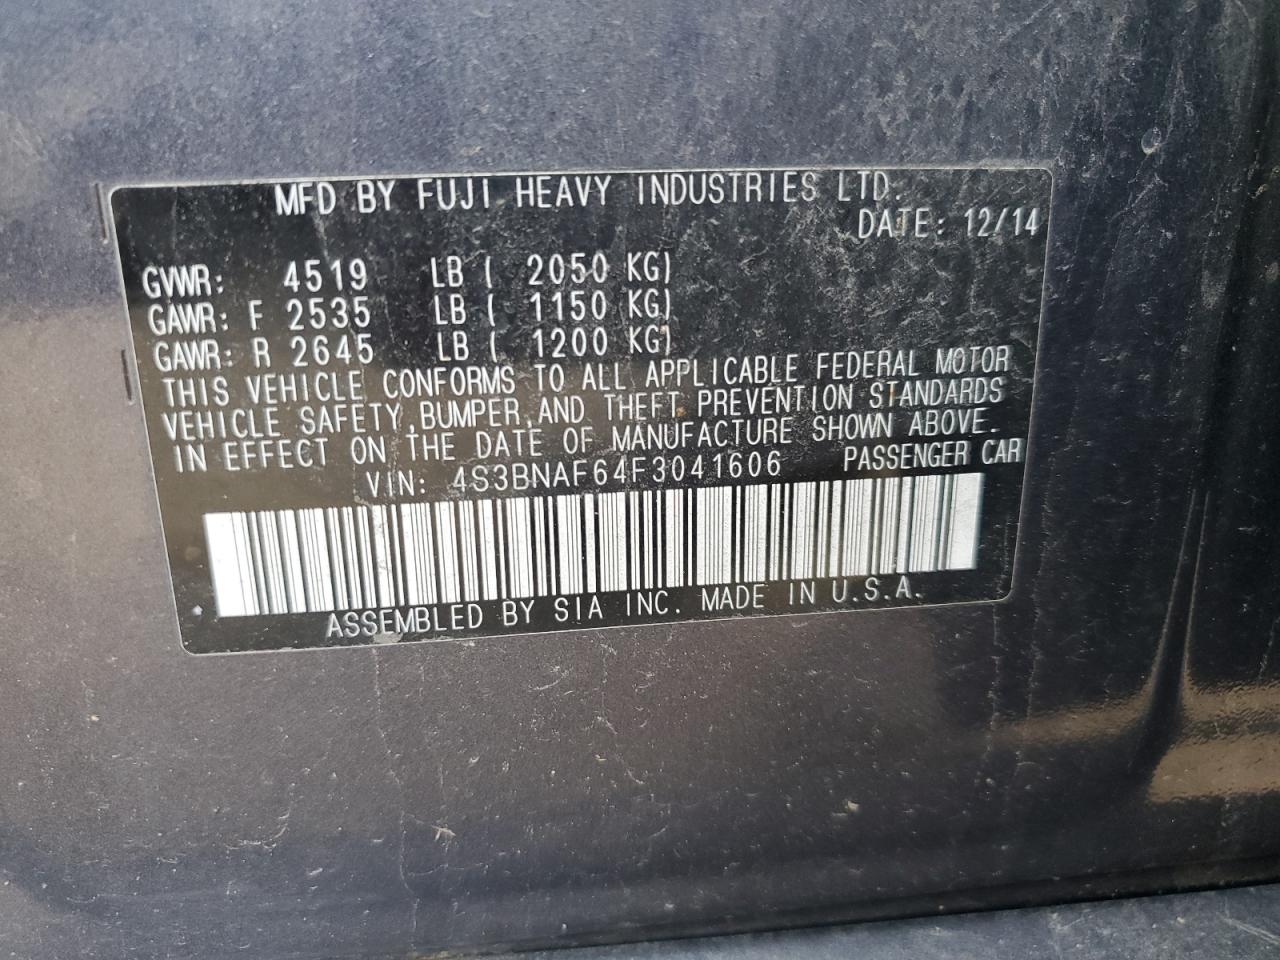 MFD BY FUJI HEAVY INDUSTRIES LTD.
DATE: 12/14
GVWR: 4519 LB ( 2050 KG)
GAWR: F 2535 LB ( 1150 KG)
GAWR: R 2645 LB ( 1200 KG)
THIS VEHICLE CONFORMS TO ALL APPLICABLE FEDERAL MOTOR
VEHICLE SAFETY,BUMPER,AND THEFT PREVENTION STANDARDS
IN EFFECT ON THE DATE OF MANUFACTURE SHOWN ABOVE.
VIN: 4S3BNAF64F3041606 PASSENGER CAR
ASSEMBLED BY SIA INC. MADE IN U.S.A.